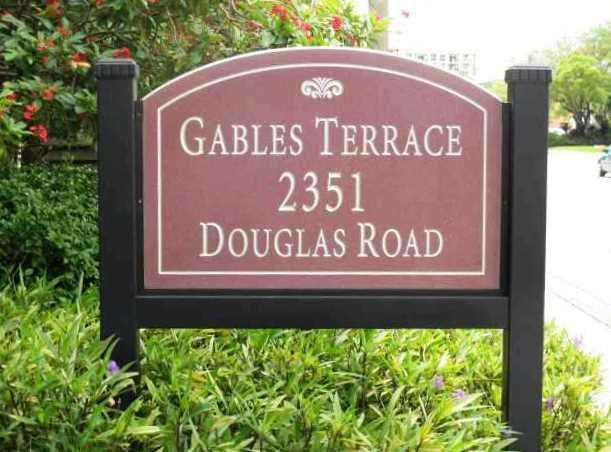 GABLES TERRACE
2351
DOUGLAS ROAD